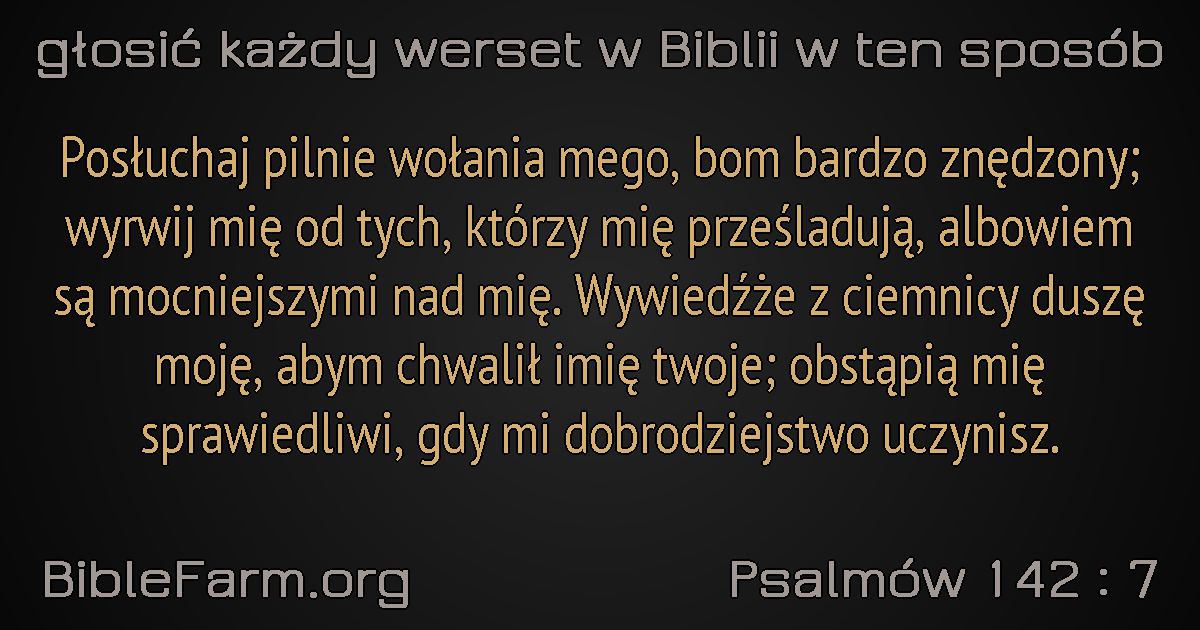 głosić każdy werset w Biblii w ten sposób
Posłuchaj pilnie wołania mego, bom bardzo znędzony;
wyrwij mię od tych, którzy mię prześladują, albowiem
są mocniejszymi nad mię. Wywiedźże z ciemnicy duszę
moję, abym chwalił imię twoje; obstąpią mię
sprawiedliwi, gdy mi dobrodziejstwo uczynisz.
BibleFarm.org
Psalmów 142 : 7